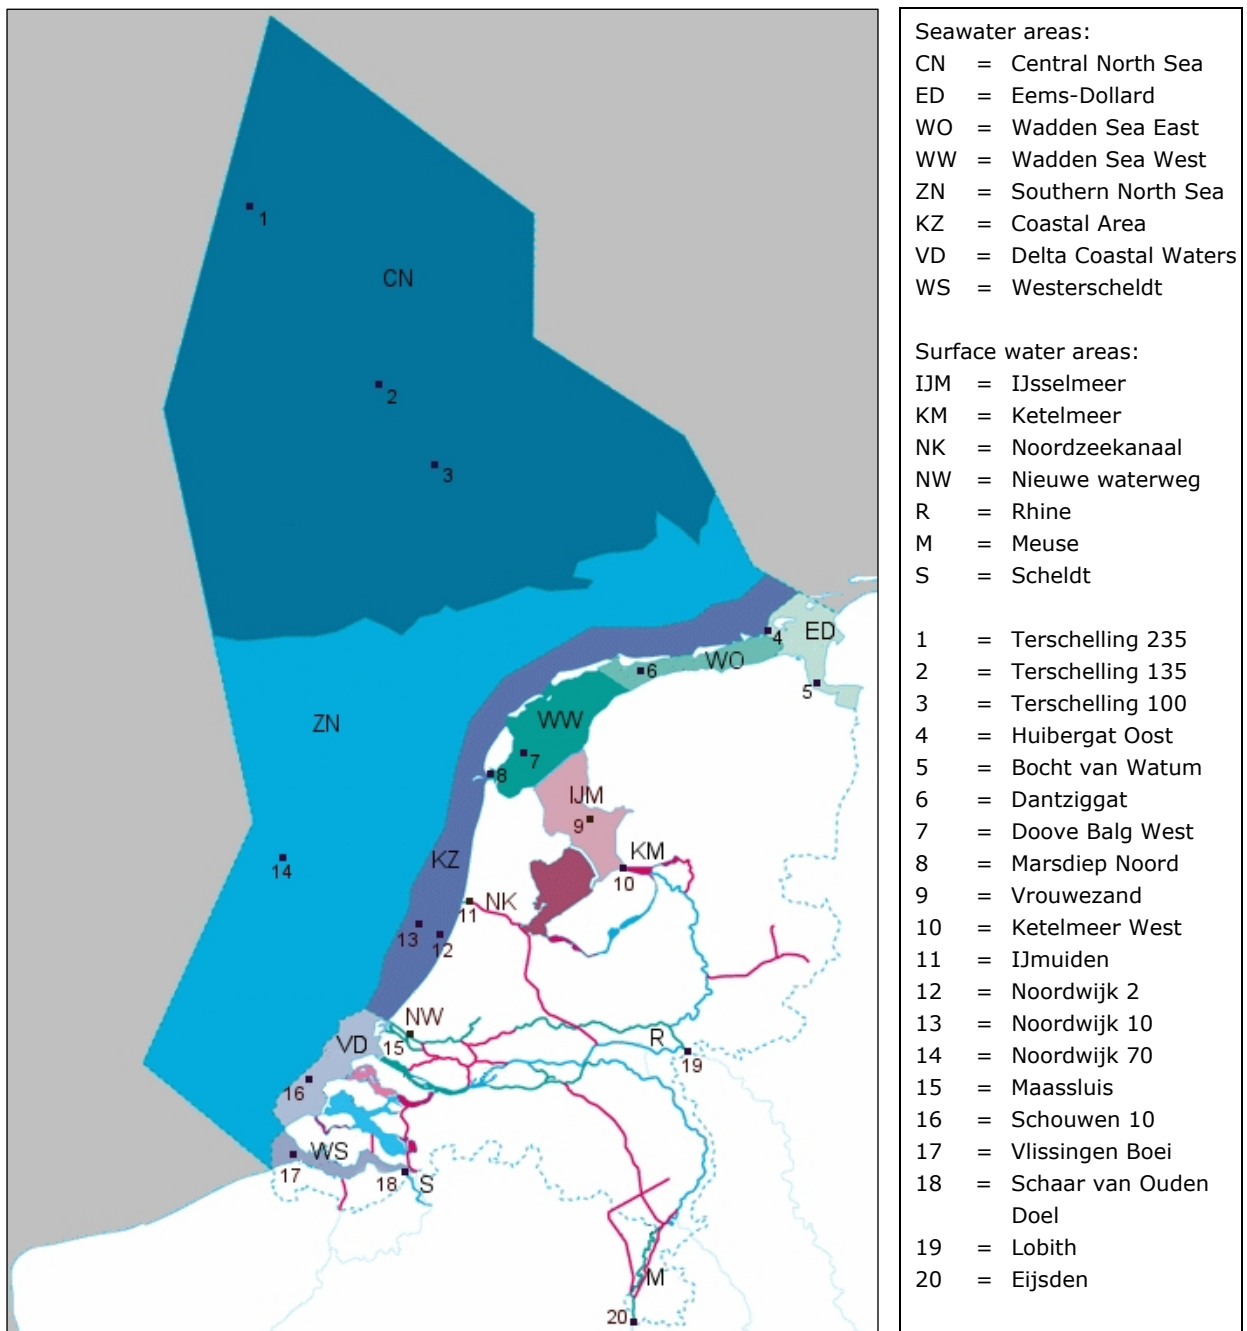 1
CN
2
3
4
ED
WO
6
5
ZN
WW
7
8
IJM
9
KZ
KM
14
10
NK
11
13
12
NW
15
R
VD
19
16
WS
17
18
S
M
20
Seawater areas:
CN = Central North Sea
ED = Eems-Dollard
WO = Wadden Sea East
WW = Wadden Sea West
ZN = Southern North Sea
KZ = Coastal Area
VD = Delta Coastal Waters
WS = Westerscheldt
Surface water areas:
IJM = IJsselmeer
KM = Ketelmeer
NK = Noordzeekanaal
NW = Nieuwe waterweg
R = Rhine
M = Meuse
S = Scheldt
1 = Terschelling 235
2 = Terschelling 135
3 = Terschelling 100
4 = Huibergat Oost
5 = Bocht van Watum
6 = Dantziggat
7 = Doove Balg West
8 = Marsdiep Noord
9 = Vrouwezand
10 = Ketelmeer West
11 = IJmuiden
12 = Noordwijk 2
13 = Noordwijk 10
14 = Noordwijk 70
15 = Maassluis
16 = Schouwen 10
17 = Vlissingen Boei
18 = Schaar van Ouden
Doel
19 = Lobith
20 = Eijsden